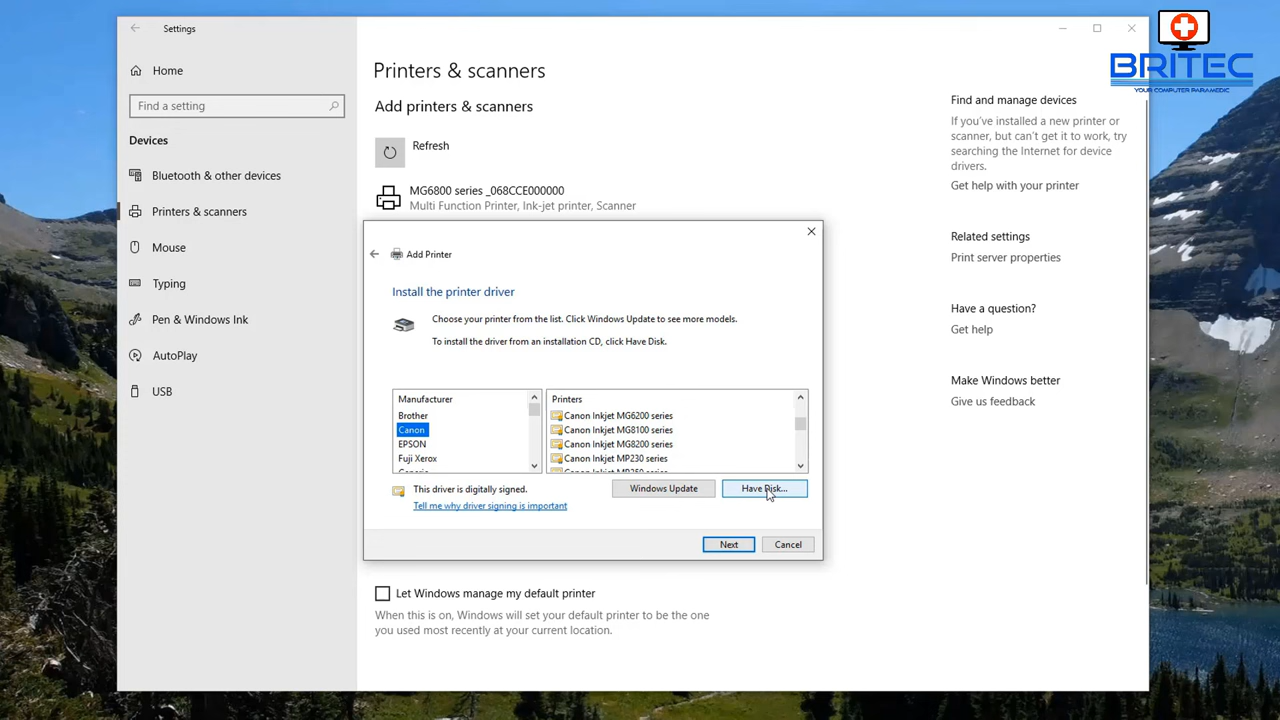 Settings
BRITEC
YOUR COMPUTER PARAMEDIC
Home
Find a setting
Devices
Bluetooth & other devices
Printers & scanners
Mouse
Typing
Pen & Windows Ink
AutoPlay
USB
Printers & scanners
Add printers & scanners
Refresh
MG6800 series _068CCE000000
Multi Function Printer, Ink-jet printer, Scanner
Add Printer
Install the printer driver
Choose your printer from the list. Click Windows Update to see more models.
To install the driver from an installation CD, click Have Disk.
Manufacturer
Brother
Canon
EPSON
Fuji Xerox
Generic
Printers
Canon Inkjet MG6200 series
Canon Inkjet MG8100 series
Canon Inkjet MG8200 series
Canon Inkjet MP230 series
This driver is digitally signed.
Tell me why driver signing is important
Windows Update
Have Disk...
Next
Cancel
Let Windows manage my default printer
When this is on, Windows will set your default printer to be the one
you used most recently at your current location.
Find and manage devices
If you've installed a new printer or
scanner, but can't get it to work, try
searching the Internet for device
drivers.
Get help with your printer
Related settings
Print server properties
Have a question?
Get help
Make Windows better
Give us feedback